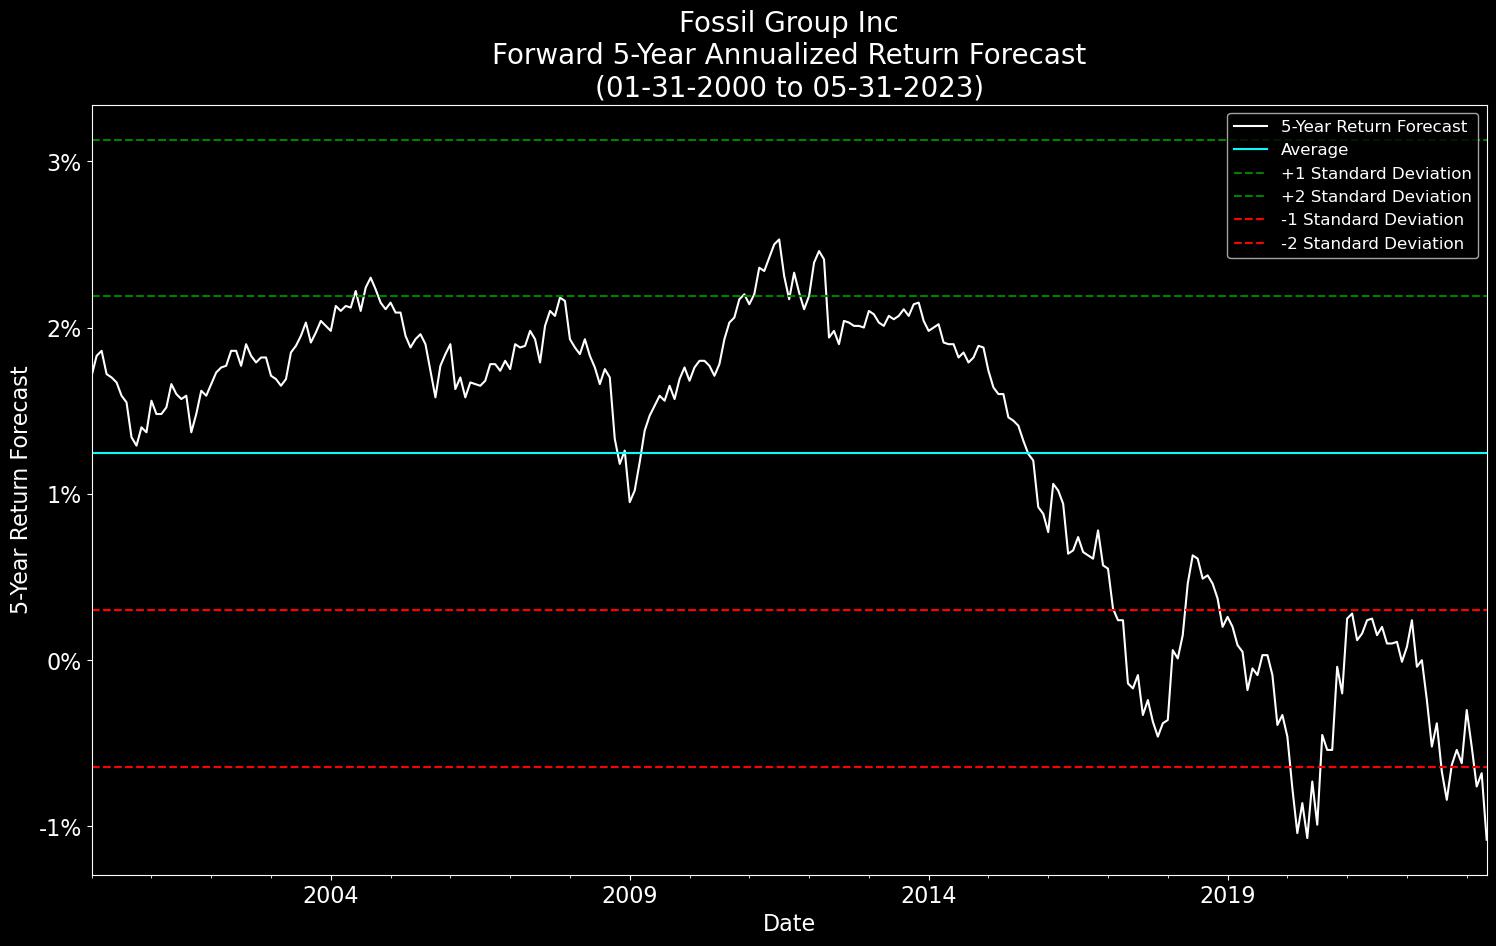 Fossil Group Inc
Forward 5-Year Annualized Return Forecast
(01-31-2000 to 05-31-2023)
5-Year Return Forecast
Average
+1 Standard Deviation
+2 Standard Deviation
-1 Standard Deviation
-2 Standard Deviation
3%
2%
1%
0%
-1%
5-Year Return Forecast
2004
2009
2014
2019
Date